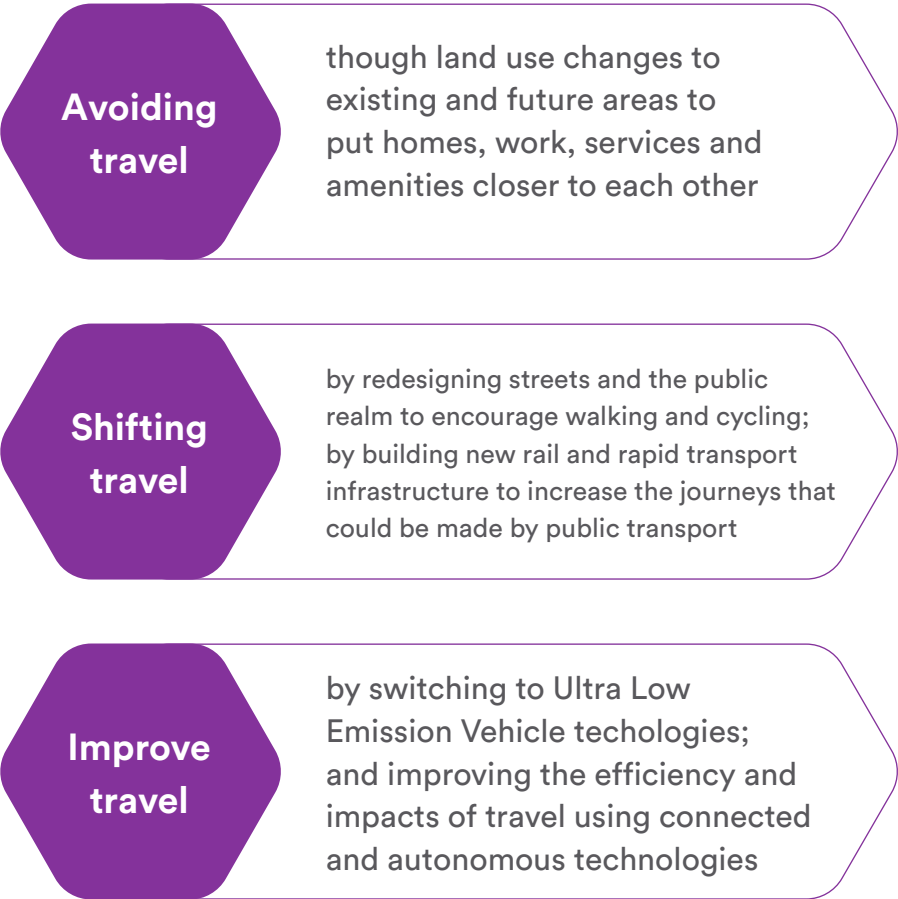 Avoiding
travel
though land use changes to
existing and future areas to
put homes, work, services and
amenities closer to each other
Shifting
travel
by redesigning streets and the public
realm to encourage walking and cycling;
by building new rail and rapid transport
infrastructure to increase the journeys that
could be made by public transport
Improve
travel
by switching to Ultra Low
Emission Vehicle techologies;
and improving the efficiency and
impacts of travel using connected
and autonomous technologies